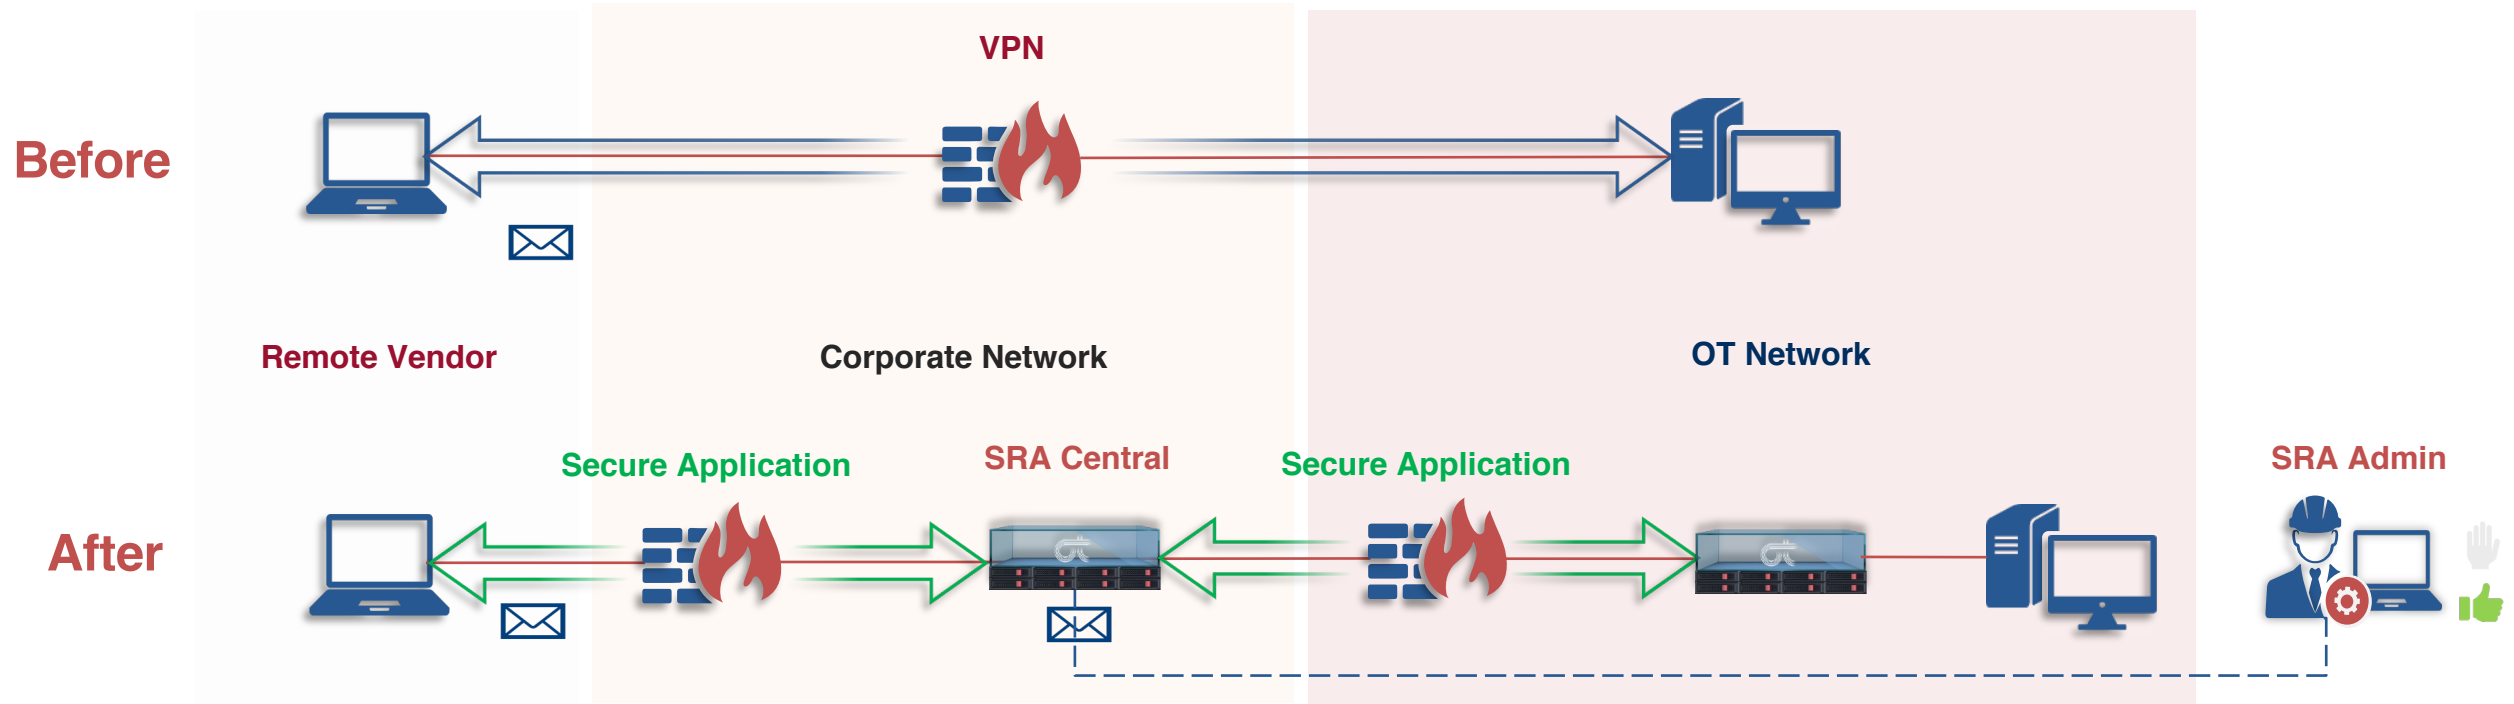 VPN
Before
Remote Vendor
Corporate Network
OT Network
Secure Application
SRA Central
Secure Application
SRA Admin
After